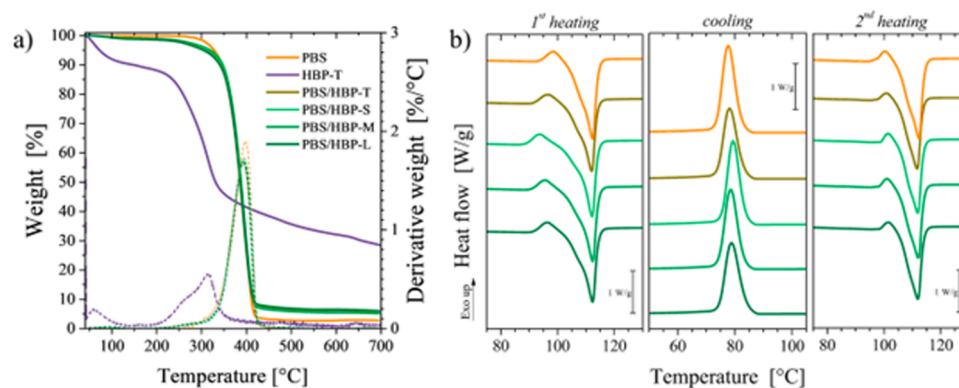 a)
Weight [%]
100
90
80
70
60
50
40
30
20
10
0
100 200 300 400 500 600 700
Temperature [°C]
3
2
1
0
Derivative weight [%/°C]
PBS
HBP-T
PBS/HBP-T
PBS/HBP-S
PBS/HBP-M
PBS/HBP-L
b)
1st heating cooling 2nd heating
Heat flow [W/g]
Exo up
1 W/g
1 W/g
1 W/g
1 W/g
80 100 120 60 80 100 80 100 120
Temperature [°C]